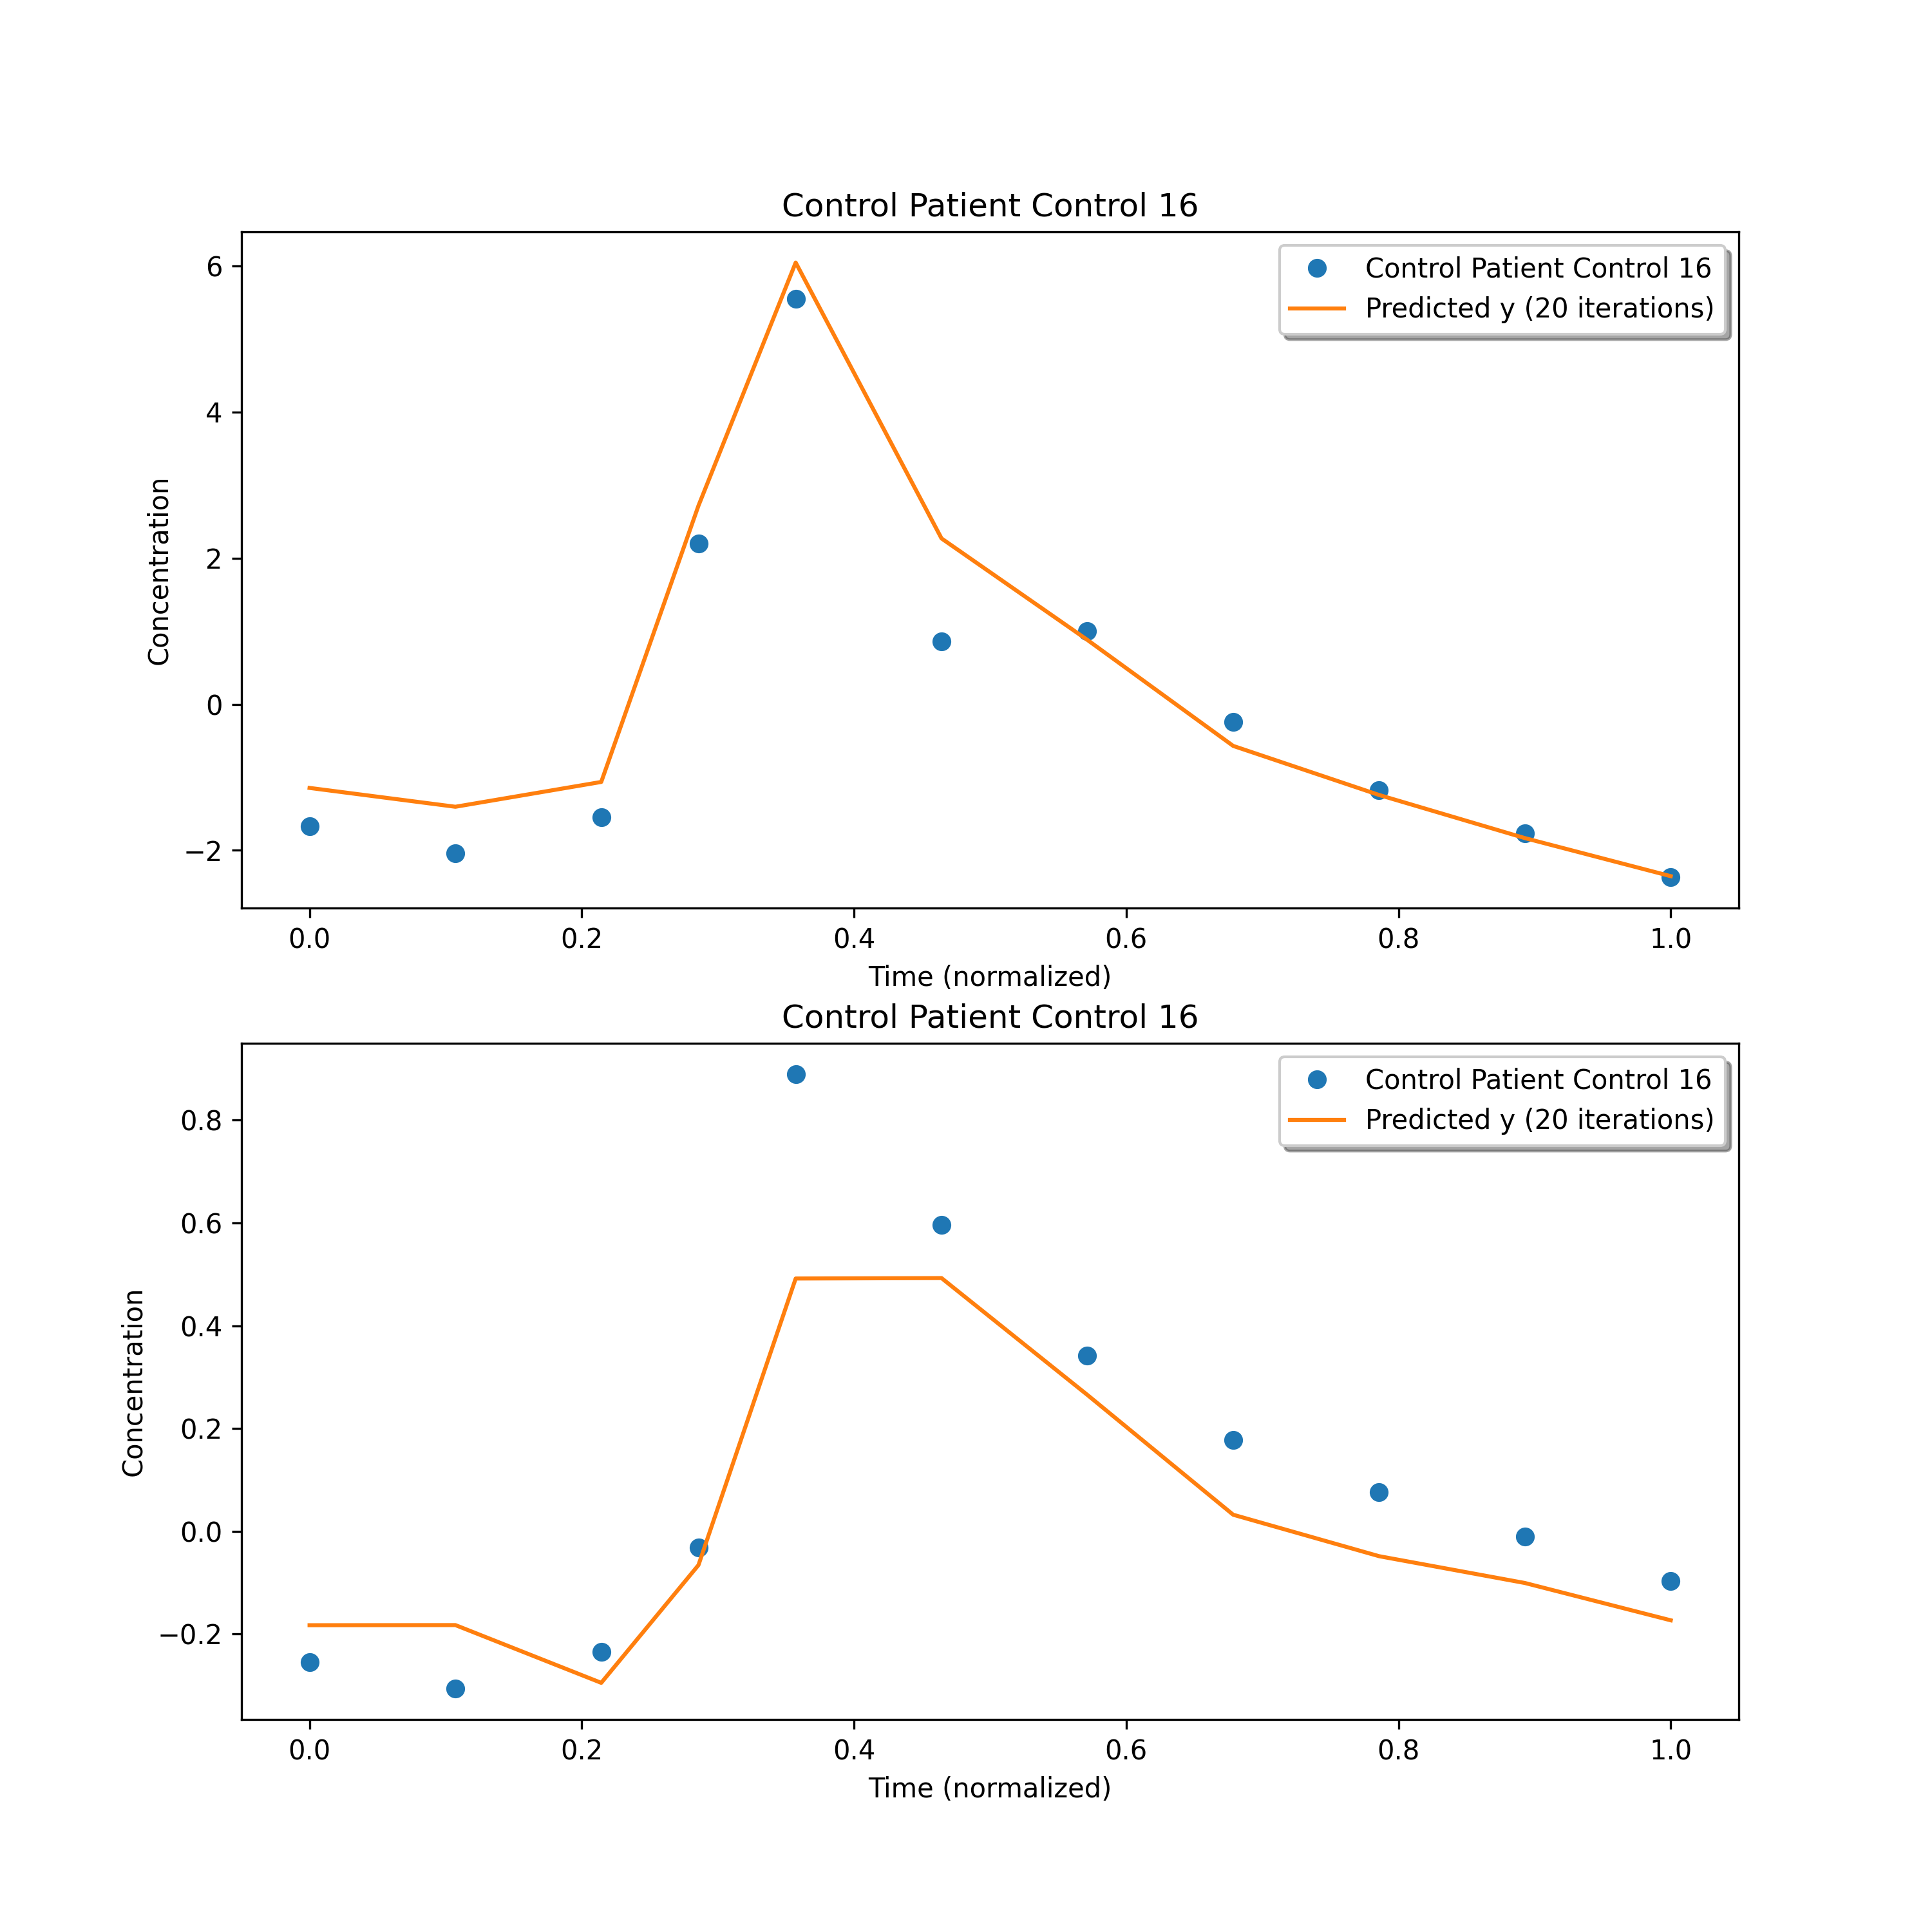 Control Patient Control 16
Control Patient Control 16
Predicted y (20 iterations)
6
4
2
0
−2
Concentration
0.0 0.2 0.4 0.6 0.8 1.0
Time (normalized)
Control Patient Control 16
Control Patient Control 16
Predicted y (20 iterations)
0.8
0.6
0.4
0.2
0.0
−0.2
Concentration
0.0 0.2 0.4 0.6 0.8 1.0
Time (normalized)